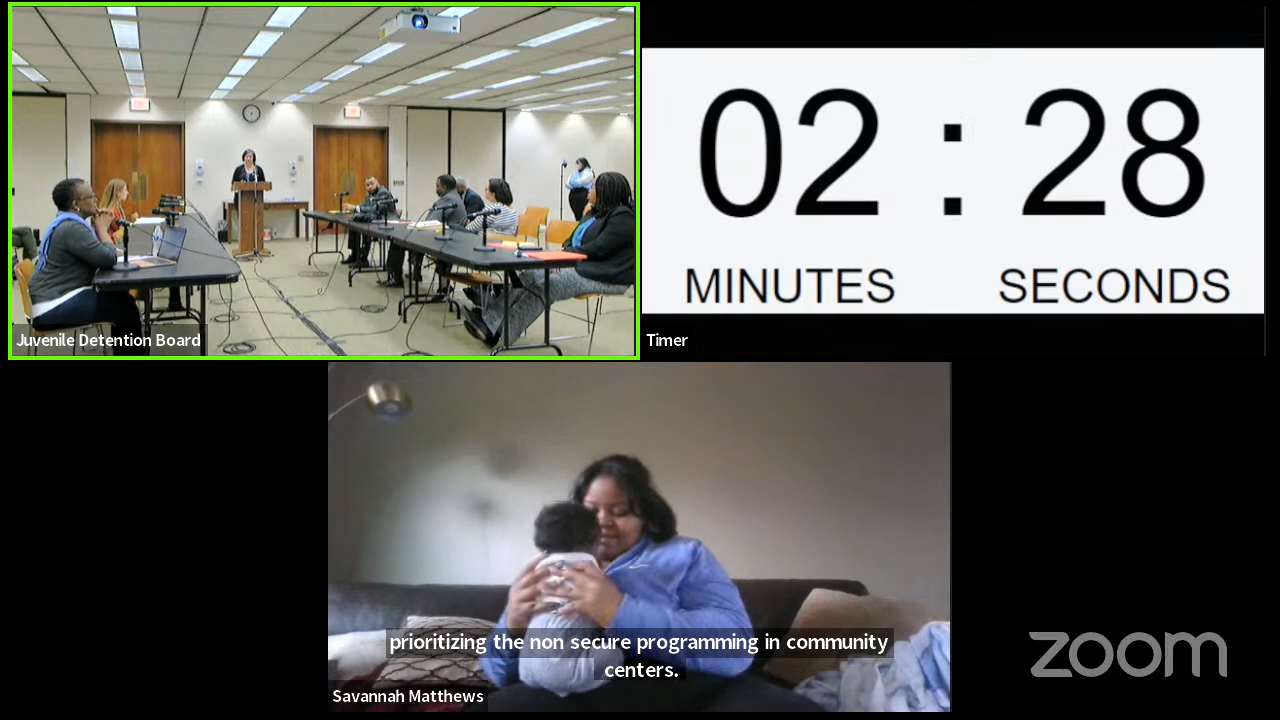 Juvenile Detention Board
02 : 28
MINUTES SECONDS
Timer
prioritizing the non secure programming in community
centers.
Savannah Matthews
zoom